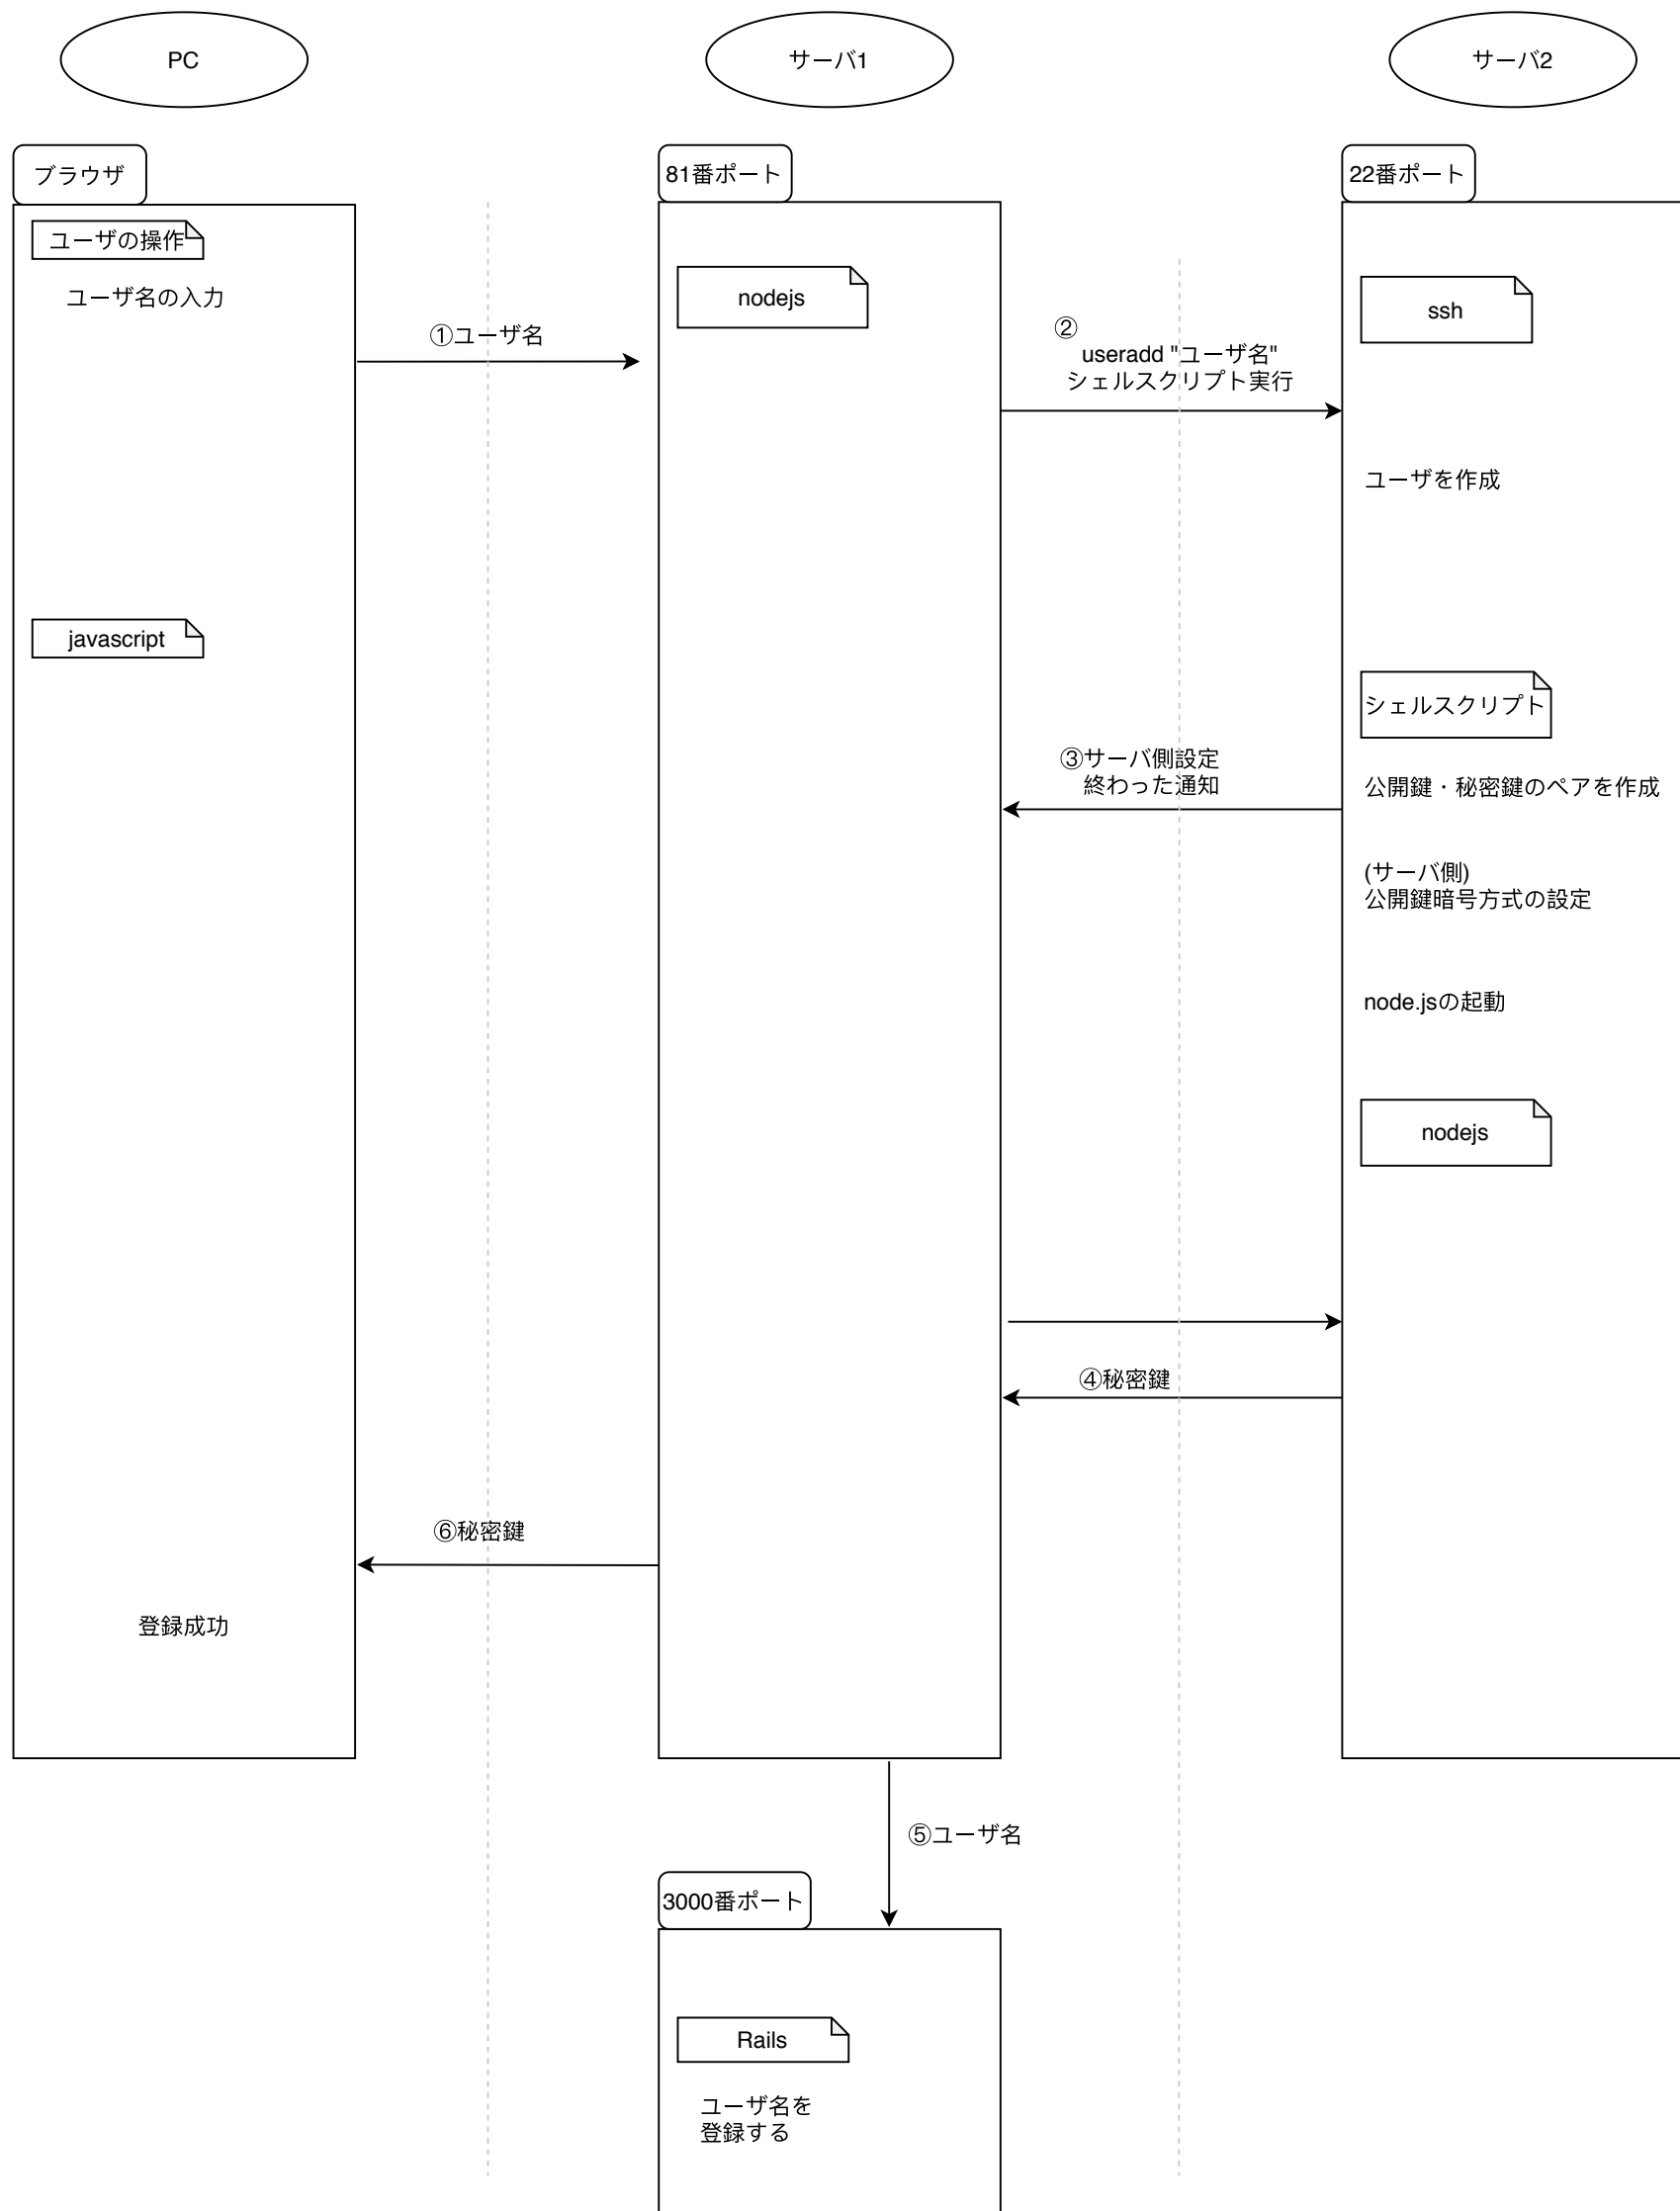 PC
サーバ1
サーバ2
ブラウザ
81番ポート
22番ポート
ユーザの操作
ユーザ名の入力
①ユーザ名
nodejs
②
useradd "ユーザ名"
シェルスクリプト実行
ssh
ユーザを作成
javascript
シェルスクリプト
③サーバ側設定
終わった通知
公開鍵・秘密鍵のペアを作成
(サーバ側)
公開鍵暗号方式の設定
node.jsの起動
nodejs
④秘密鍵
⑥秘密鍵
登録成功
⑤ユーザ名
3000番ポート
Rails
ユーザ名を
登録する